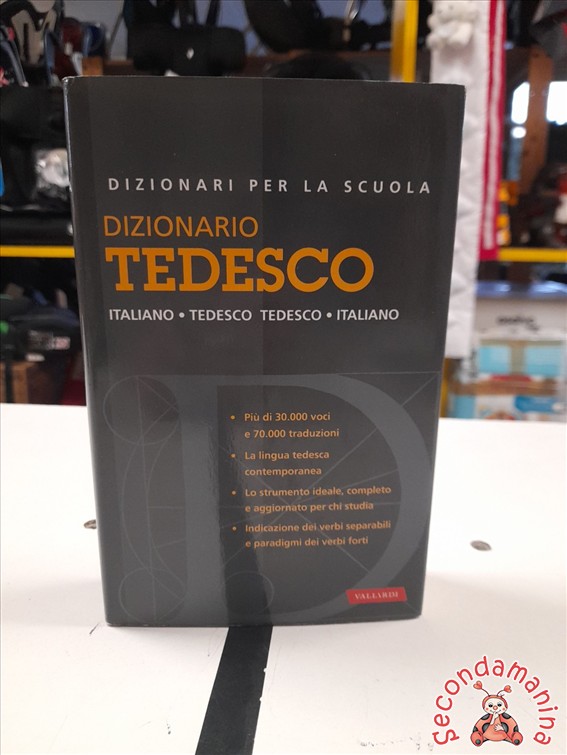 DIZIONARI PER LA SCUOLA
DIZIONARIO
TEDESCO
ITALIANO • TEDESCO TEDESCO • ITALIANO
• Più di 30.000 voci
e 70.000 traduzioni
• La lingua tedesca
contemporanea
• Lo strumento ideale, completo
e aggiornato per chi studia
• Indicazione dei verbi separabili
e paradigmi dei verbi forti
VALLARDI
Secondamanina